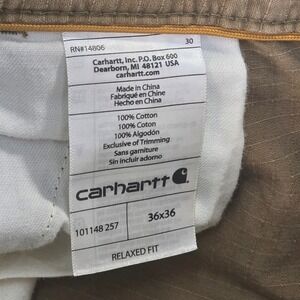 RN#14806 30
Carhartt, Inc. P.O. Box 600
Dearborn, MI 48121 USA
carhartt.com
Made in China
Fabriqué en Chine
Hecho en China
100% Cotton
100% Coton
100% Algodón
Exclusive of Trimming
Sans garniture
Sin incluir adorno
carhartt
101148 257 36x36
RELAXED FIT